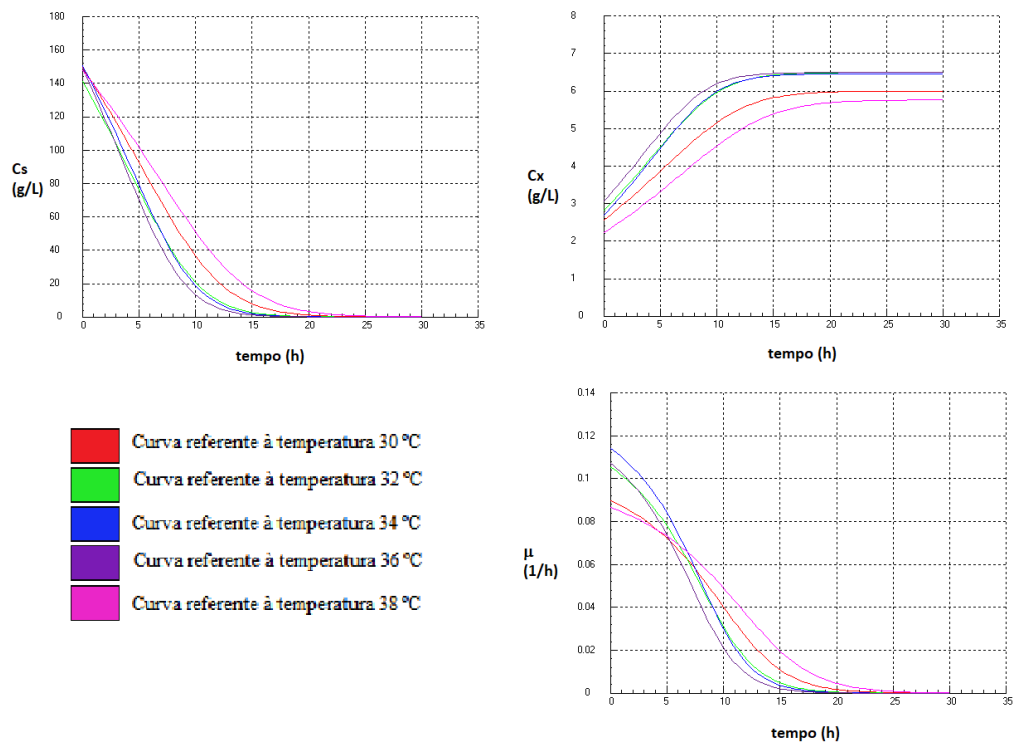 180
160
140
120
100
80
60
40
20
0
Cs
(g/L)
0 5 10 15 20 25 30 35
tempo (h)
8
7
6
5
4
3
2
1
0
Cx
(g/L)
0 5 10 15 20 25 30 35
tempo (h)
Curva referente à temperatura 30 ºC
Curva referente à temperatura 32 ºC
Curva referente à temperatura 34 ºC
Curva referente à temperatura 36 ºC
Curva referente à temperatura 38 ºC
0.14
0.12
0.1
0.08
0.06
0.04
0.02
0
μ
(1/h)
0 5 10 15 20 25 30 35
tempo (h)